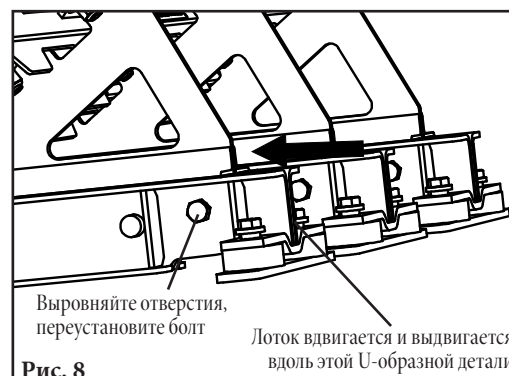 Выровняйте отверстия,
переустановите болт
Лоток вдвигается и выдвигается
вдоль этой U-образной детали
Рис. 8